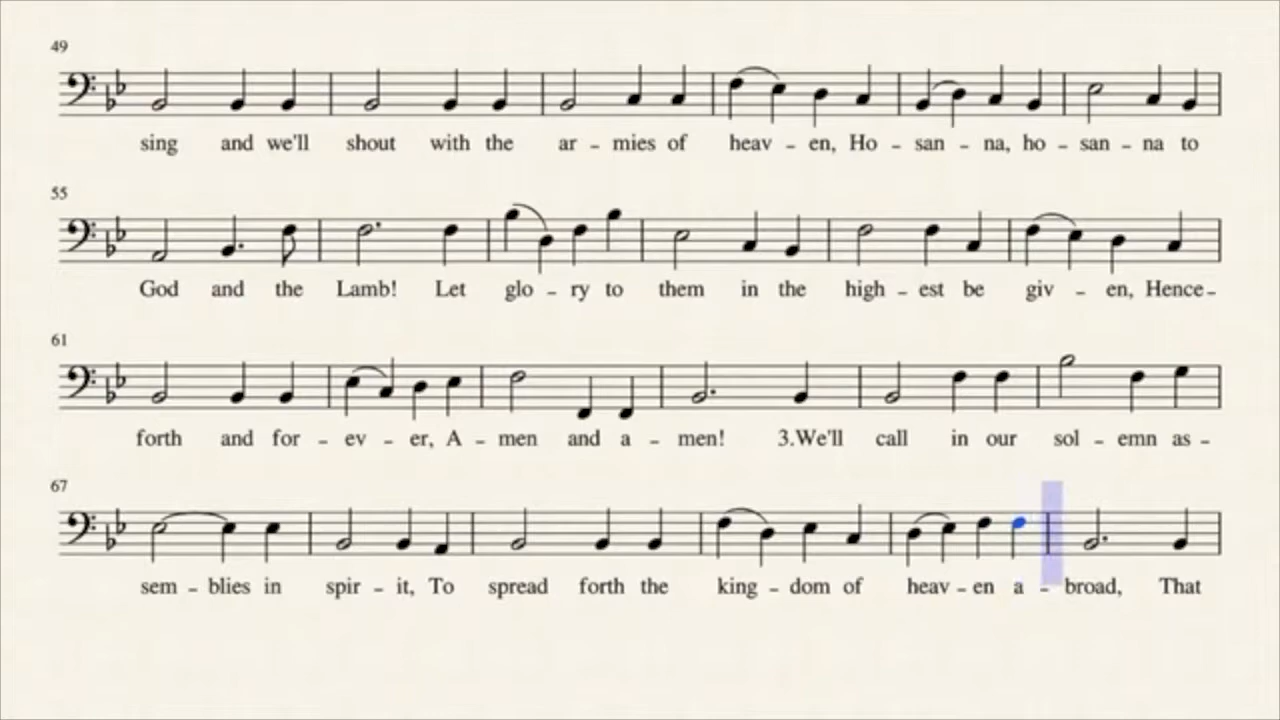 49
sing and we'll shout with the ar - mies of heav - en, Ho - san - na, ho - san - na to
55
God and the Lamb! Let glo - ry to them in the high - est be giv - en, Hence -
61
forth and for - ev - er, A - men and a - men! 3.We'll call in our sol - emn as -
67
sem - blies in spir - it, To spread forth the king - dom of heav - en a - broad, That